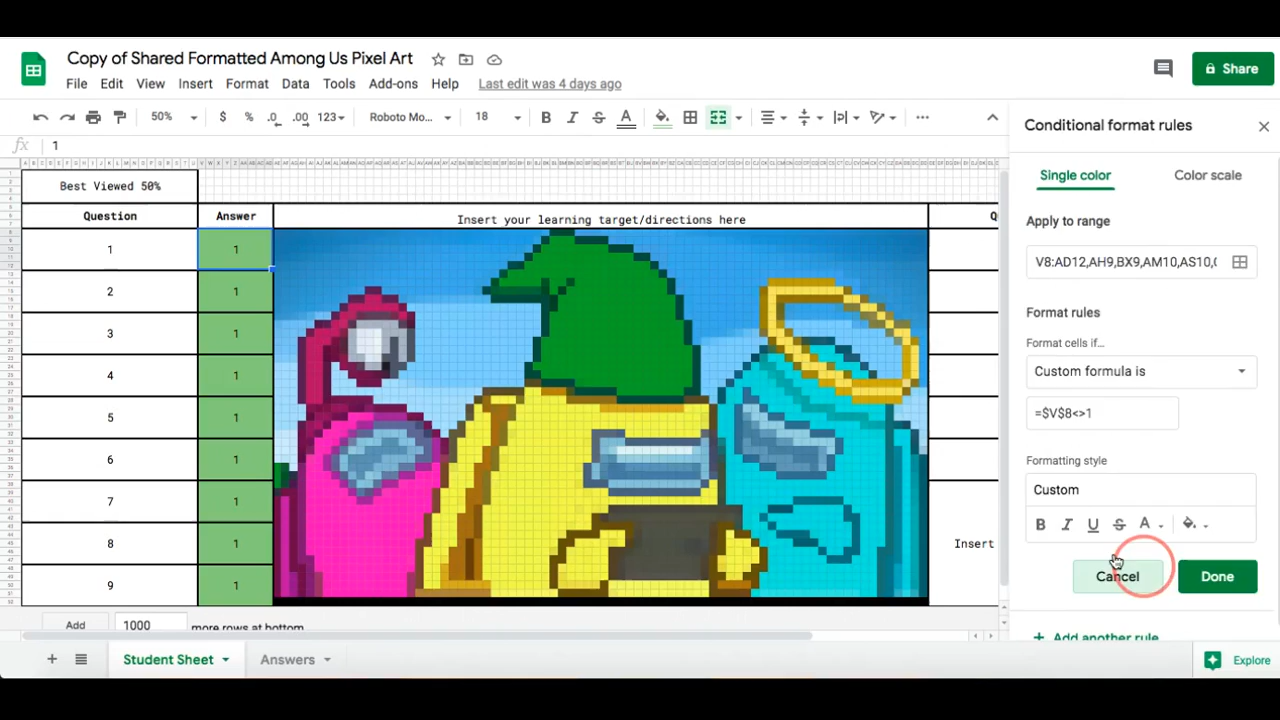 Copy of Shared Formatted Among Us Pixel Art
File Edit View Insert Format Data Tools Add-ons Help Last edit was 4 days ago
Share
50% $ % .0 .00 123 Roboto Mo... 18 B I S A
fx 1
Best Viewed 50%
Question Answer Insert your learning target/directions here
1 1
2 1
3 1
4 1
5 1
6 1
7 1
8 1 Insert
9 1
Add 1000 more rows at bottom
Student Sheet Answers
Explore
Conditional format rules
Single color Color scale
Apply to range
V8:AD12,AH9,BX9,AM10,AS10,
Format rules
Format cells if...
Custom formula is
=$V$8<>1
Formatting style
Custom
B I U S A
Cancel Done
+ Add another rule